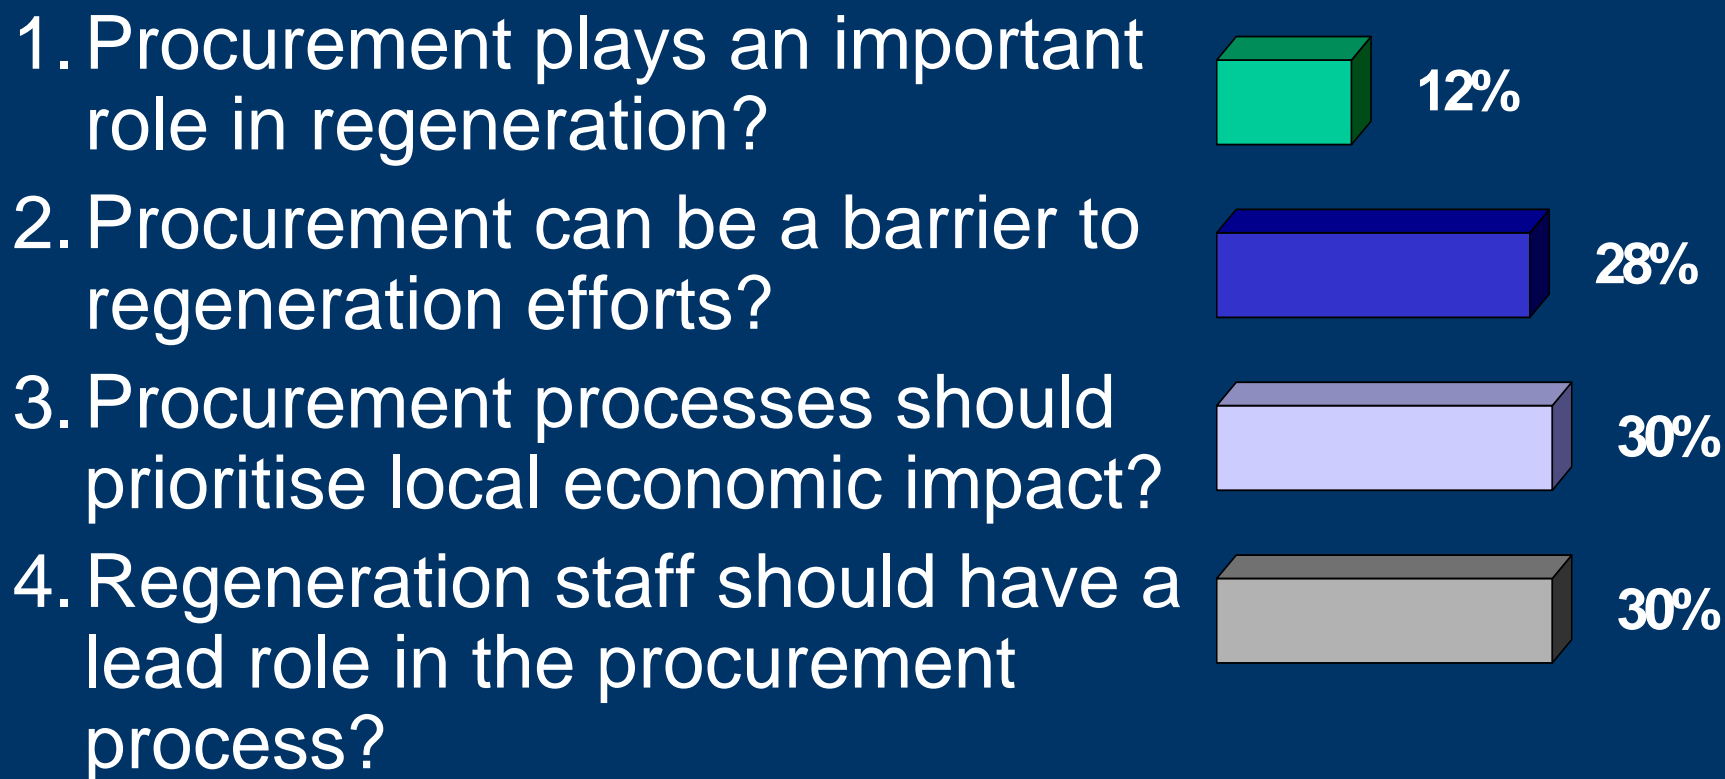 1. Procurement plays an important
role in regeneration?
12%
2. Procurement can be a barrier to
regeneration efforts?
28%
3. Procurement processes should
prioritise local economic impact?
30%
4. Regeneration staff should have a
lead role in the procurement
process?
30%